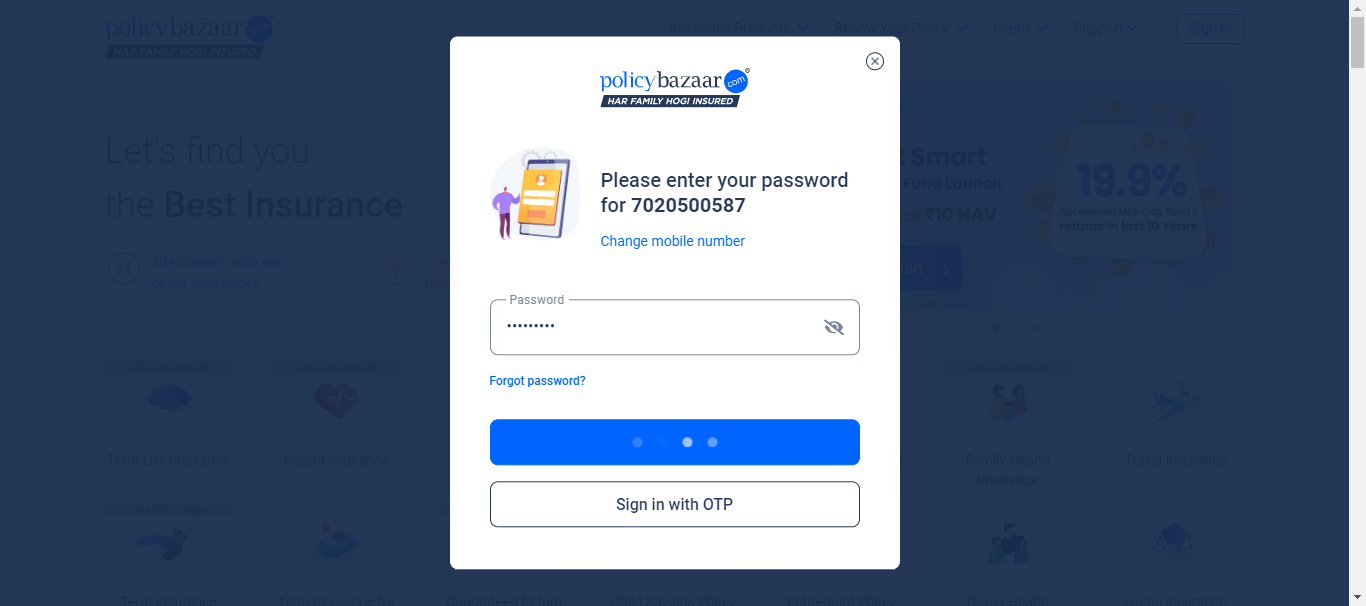 policybazaar com
HAR FAMILY HOGI INSURED
Insurance Products
Renew Your Policy
Claim
Support
Sign in
policybazaar com
HAR FAMILY HOGI INSURED
Let's find you
the Best Insurance
50+ insurers with one
of the best prices
Smart
Fund Launch
at ₹10 NAV
19.9%
Accelerator Mid-Cap Fund II
returns in last 10 Years
Please enter your password
for 7020500587
Change mobile number
Password
•••••••••
Forgot password?
Sign in with OTP
Term Life Insurance
Health Insurance
Family Health
Insurance
Travel Insurance
Term Insurance
Term Insurance for
Guaranteed Return
Child Savings Plans
Retirement Plans
Group Health
Home Insurance